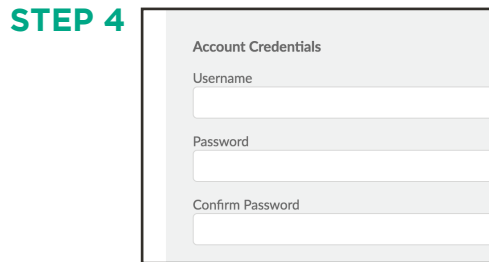 STEP 4
Account Credentials
Username
Password
Confirm Password